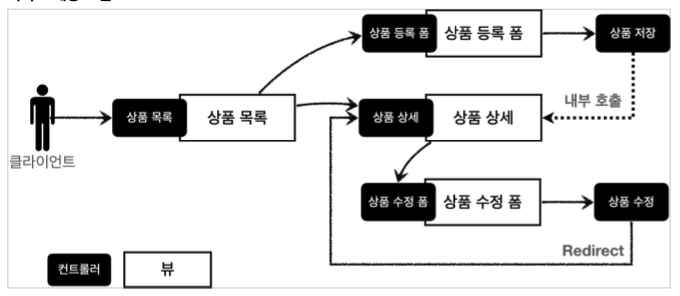 상품 등록 폼
상품 등록 폼
상품 저장
내부 호출
상품 목록
상품 목록
상품 상세
상품 상세
클라이언트
상품 수정 폼
상품 수정 폼
상품 수정
Redirect
컨트롤러
뷰